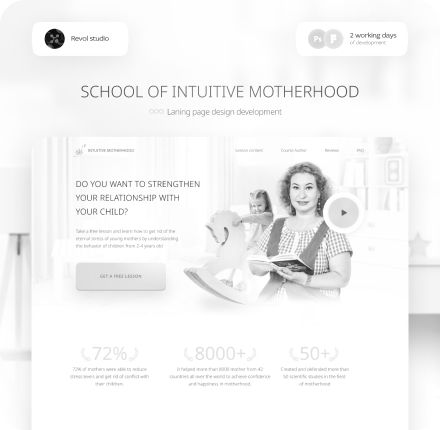 Revol studio
Ps
2 working days
of development
SCHOOL OF INTUITIVE MOTHERHOOD
Laning page design development
INTUITIVE MOTHERHOOD
Lesson content
Course Author
Reviews
FAQ
DO YOU WANT TO STRENGTHEN
YOUR RELATIONSHIP WITH
YOUR CHILD?
Take a free lesson and learn how to get rid of the
eternal stress of young mothers by understanding
the behavior of children from 2-4 years old
GET A FREE LESSON
72%
8000+
50+
72% of mothers were able to reduce
stress levels and get rid of conflict with
their children.
It helped more than 8000 mother from 42
countries all over the world to achieve confidence
and happiness in motherhood.
Created and defended more than
50 scientific studies in the field
of motherhood